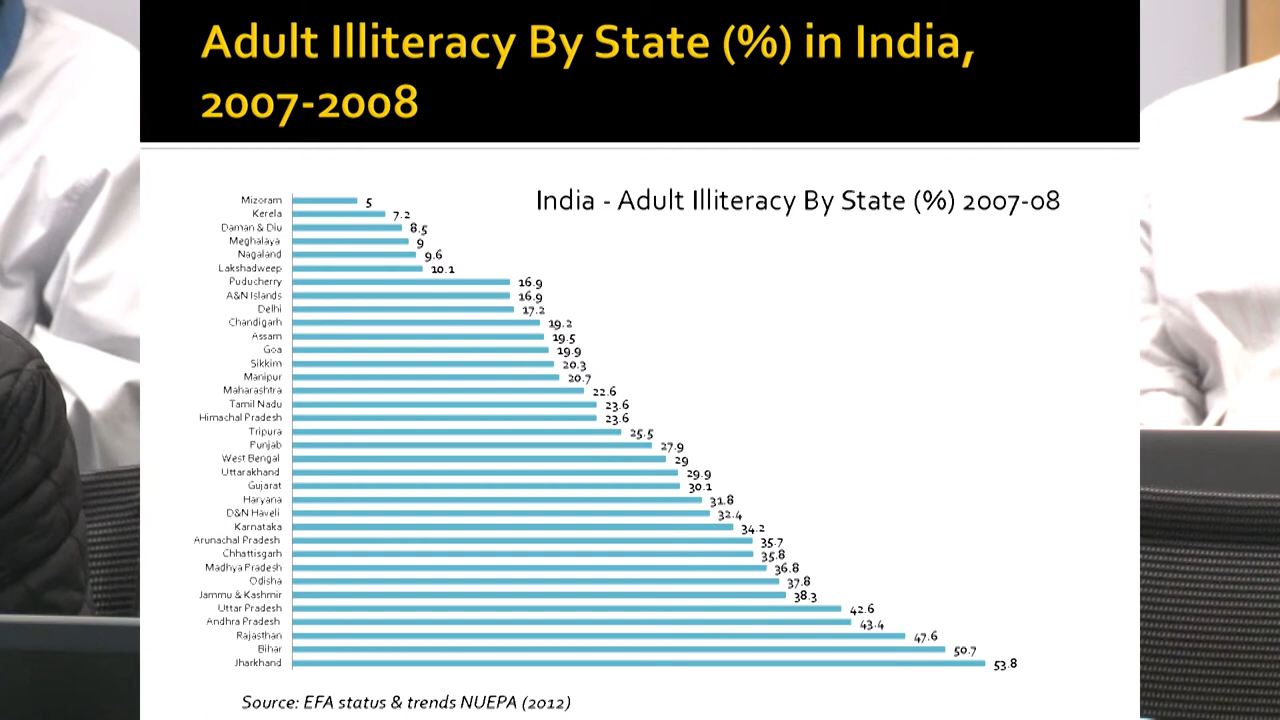 Adult Illiteracy By State (%) in India,
2007-2008
India - Adult Illiteracy By State (%) 2007-08
Mizoram 5
Kerela 7.2
Daman & Diu 8.5
Meghalaya 9
Nagaland 9.6
Lakshadweep 10.1
Puducherry 16.9
A&N Islands 16.9
Delhi 17.2
Chandigarh 19.2
Assam 19.5
Goa 19.9
Sikkim 20.3
Manipur 20.7
Maharashtra 22.6
Tamil Nadu 23.6
Himachal Pradesh 23.6
Tripura 25.5
Punjab 27.9
West Bengal 29
Uttarakhand 29.9
Gujarat 30.1
Haryana 31.8
D&N Haveli 32.4
Karnataka 34.2
Arunachal Pradesh 35.7
Chhattisgarh 35.8
Madhya Pradesh 36.8
Odisha 37.8
Jammu & Kashmir 38.3
Uttar Pradesh 42.6
Andhra Pradesh 43.4
Rajasthan 47.6
Bihar 50.7
Jharkhand 53.8
Source: EFA status & trends NUEPA (2012)